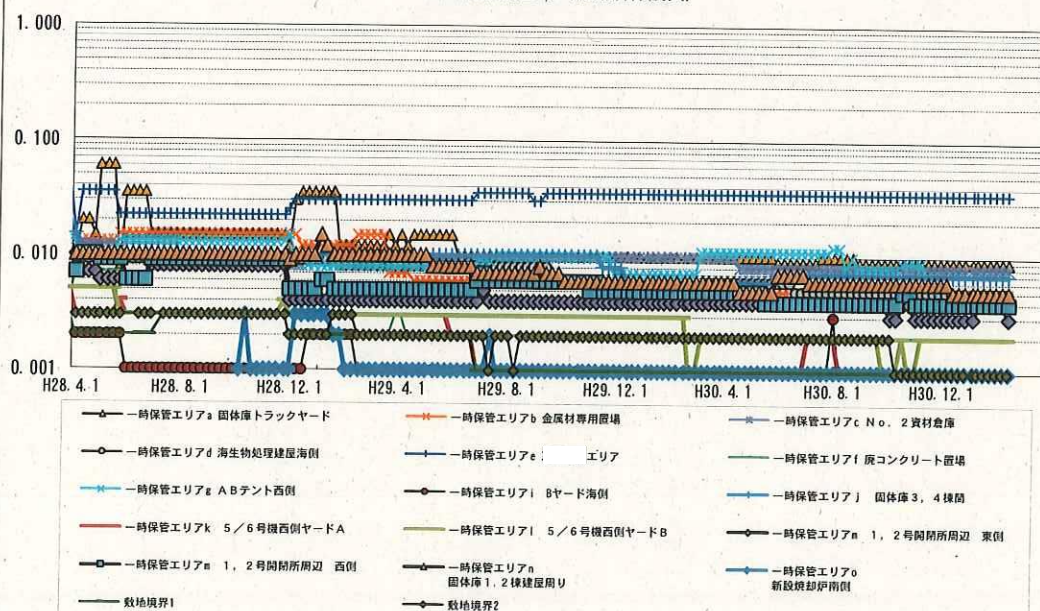 1.000
0.100
0.010
0.001
H28.4.1 H28.8.1 H28.12.1 H29.4.1 H29.8.1 H29.12.1 H30.4.1 H30.8.1 H30.12.1
一時保管エリアa 固体庫トラックヤード
一時保管エリアb 金属材専用置場
一時保管エリアc No.2資材倉庫
一時保管エリアd 海生物処理建屋海側
一時保管エリアe エリア
一時保管エリアf 廃コンクリート置場
一時保管エリアg ABテント西側
一時保管エリアi Bヤード海側
一時保管エリアj 固体庫3,4棟間
一時保管エリアk 5/6号機西側ヤードA
一時保管エリアl 5/6号機西側ヤードB
一時保管エリアm 1,2号開閉所周辺 東側
一時保管エリアm 1,2号開閉所周辺 西側
一時保管エリアn
固体庫1,2棟建屋周り
一時保管エリアo
新設焼却炉南側
敷地境界1
敷地境界2